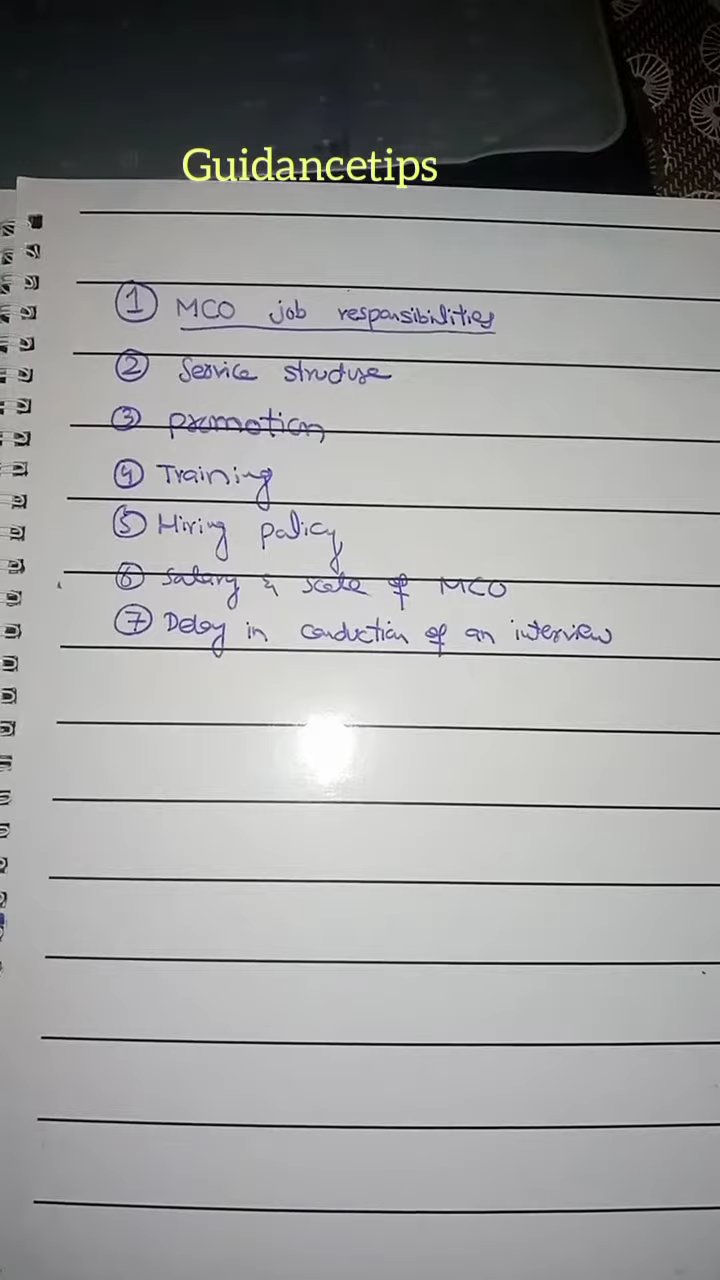 Guidancetips
① MCO job responsibilities
② Service structure
③ promotion
④ Training
⑤ Hiring policy
⑥ Salary & scale of MCO
⑦ Delay in conduction of an interview